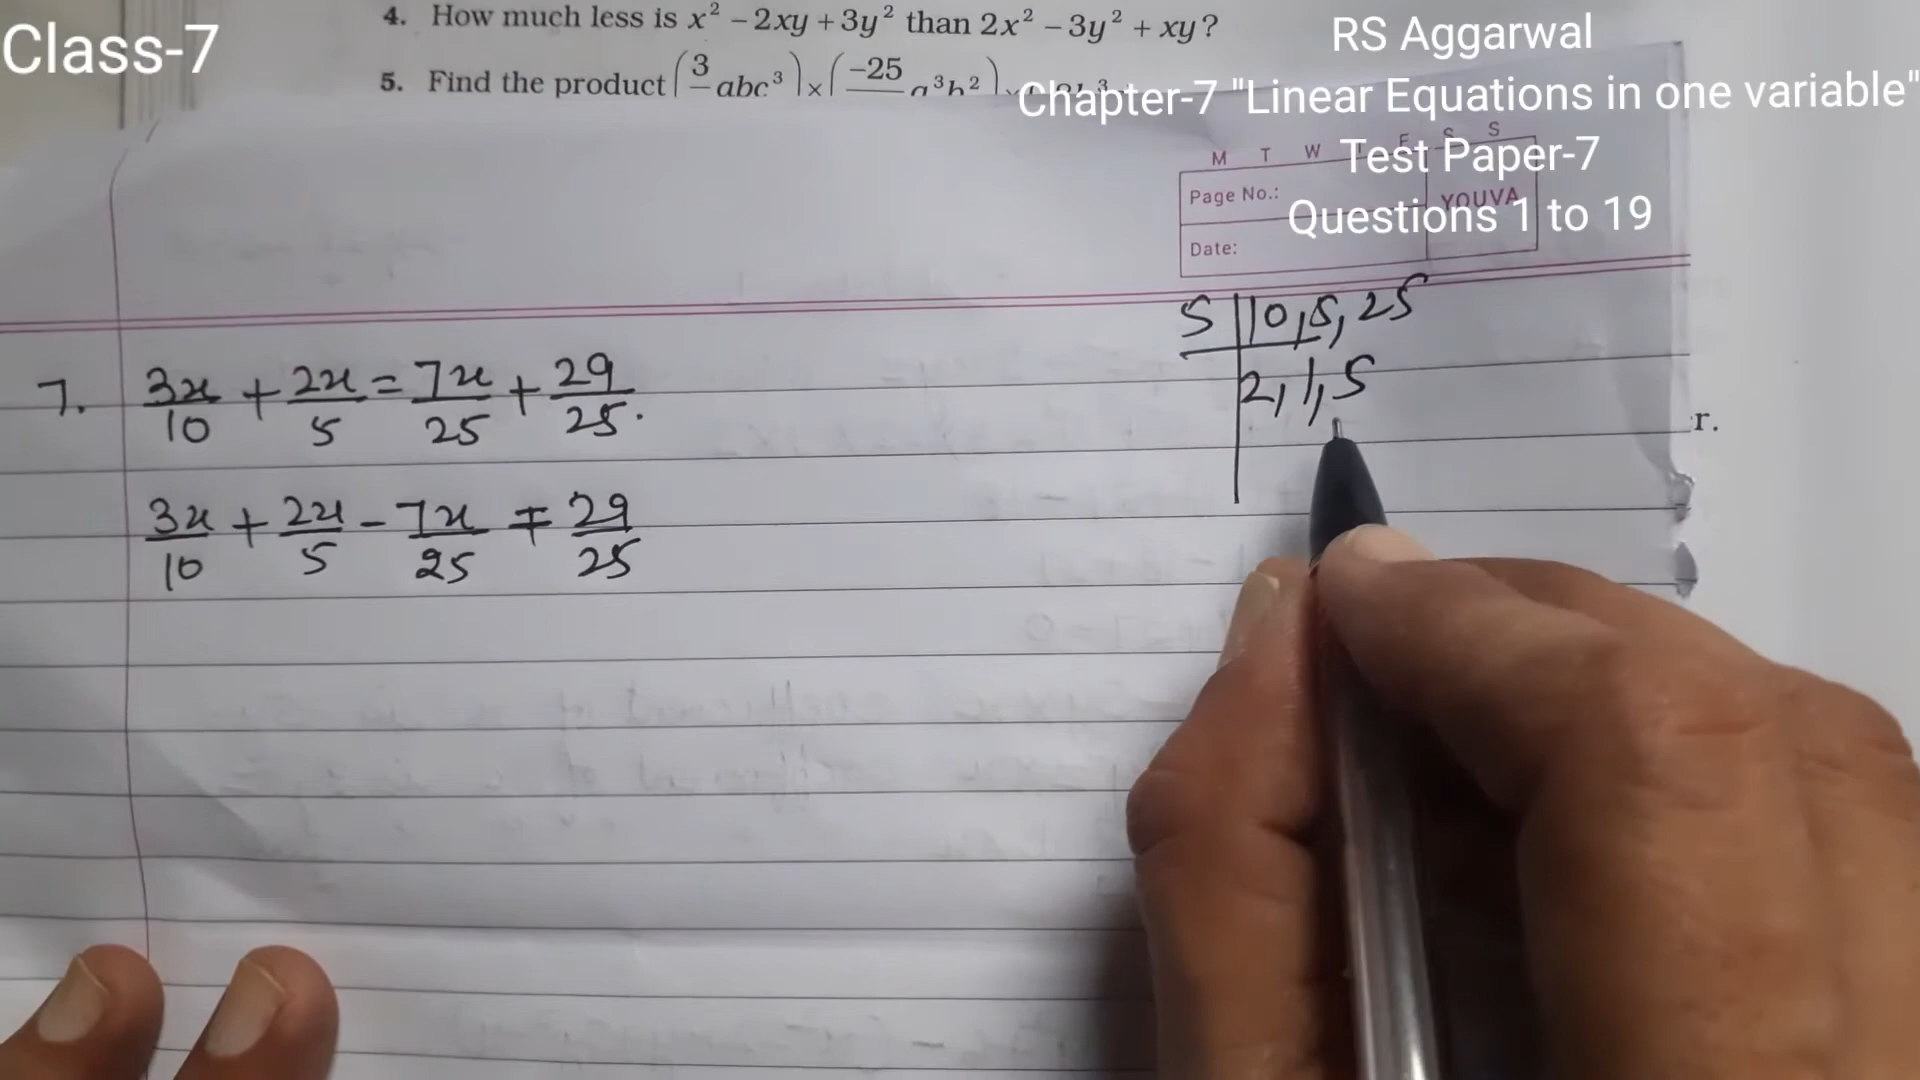 Class-7
4. How much less is x² – 2xy + 3y² than 2x² – 3y² + xy?
5. Find the product (3 abc³) × (–25 a³b²)
RS Aggarwal
Chapter-7 "Linear Equations in one variable"
Test Paper-7
Questions 1 to 19
M T W T F S S
Page No.:
YOUVA
Date:
5 | 10, 5, 25
2, 1, 5
r.
7. 3x/10 + 2x/5 = 7x/25 + 29/25.
3x/10 + 2x/5 - 7x/25 = 29/25